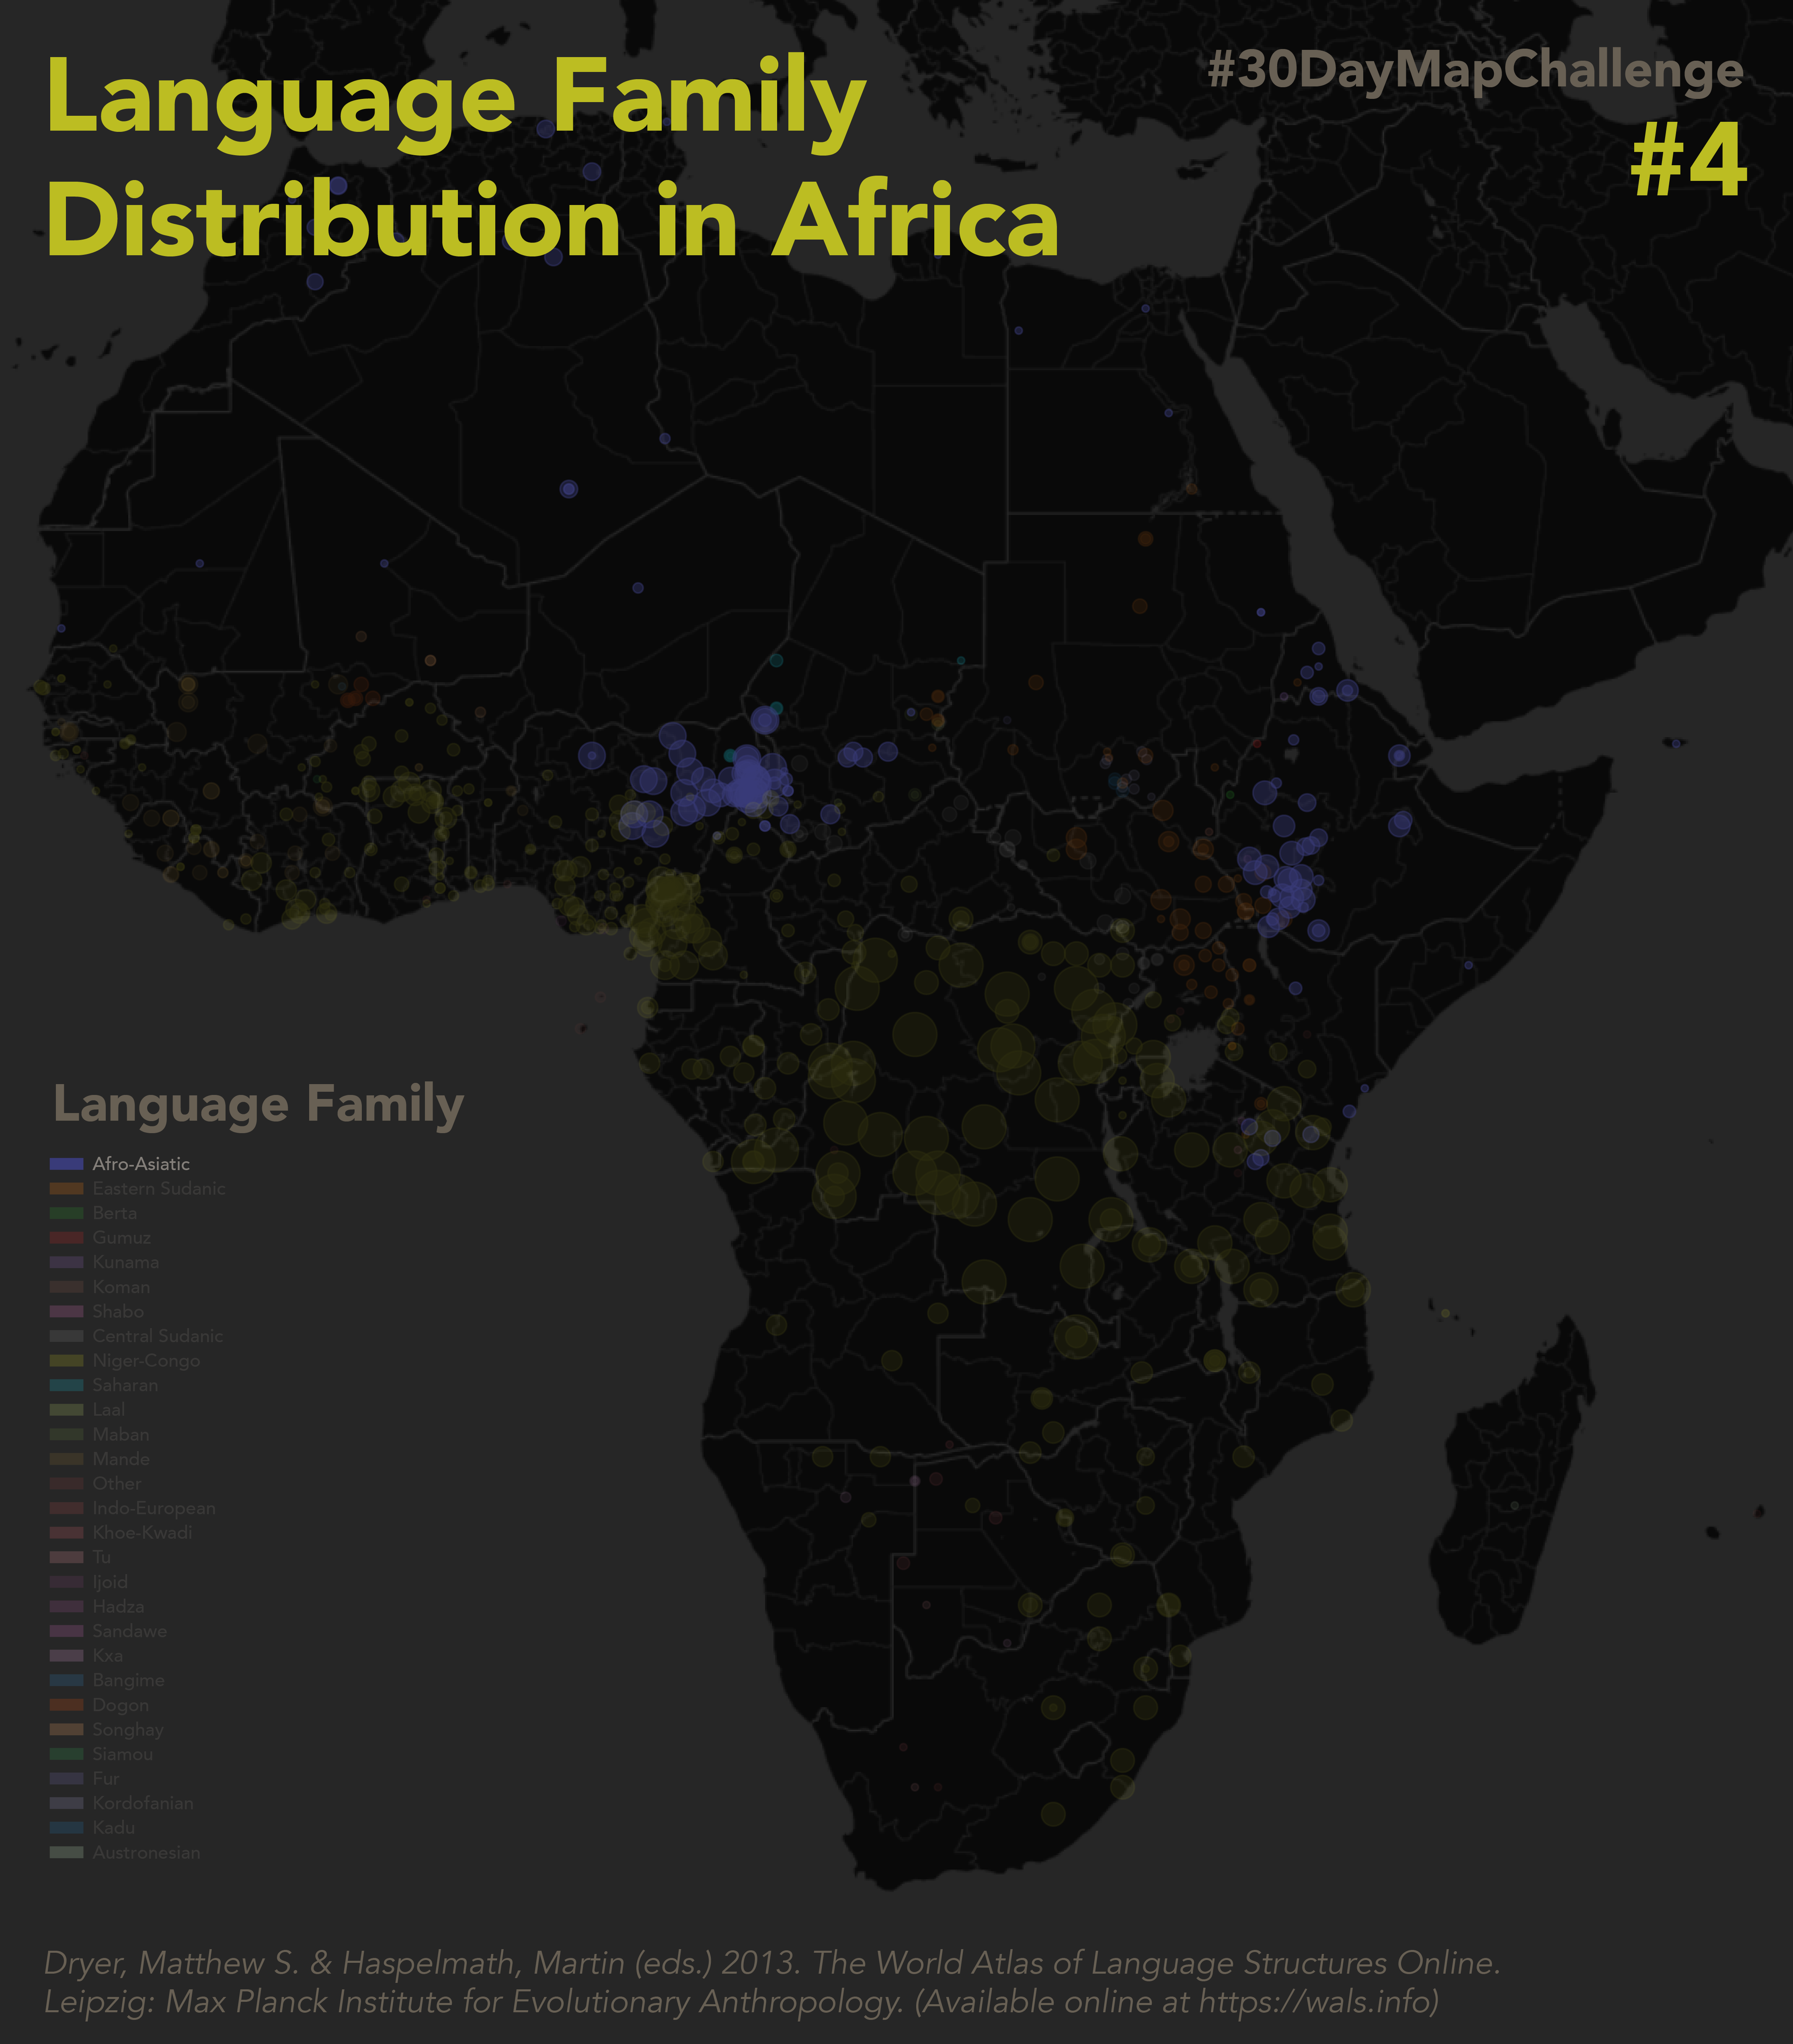 Language Family
Distribution in Africa
#30DayMapChallenge
#4
Language Family
Afro-Asiatic
Eastern Sudanic
Berta
Gumuz
Kunama
Koman
Shabo
Central Sudanic
Niger-Congo
Saharan
Laal
Maban
Mande
Other
Indo-European
Khoe-Kwadi
Tu
Ijoid
Hadza
Sandawe
Kxa
Bangime
Dogon
Songhay
Siamou
Fur
Kordofanian
Kadu
Austronesian
Dryer, Matthew S. & Haspelmath, Martin (eds.) 2013. The World Atlas of Language Structures Online.
Leipzig: Max Planck Institute for Evolutionary Anthropology. (Available online at https://wals.info)